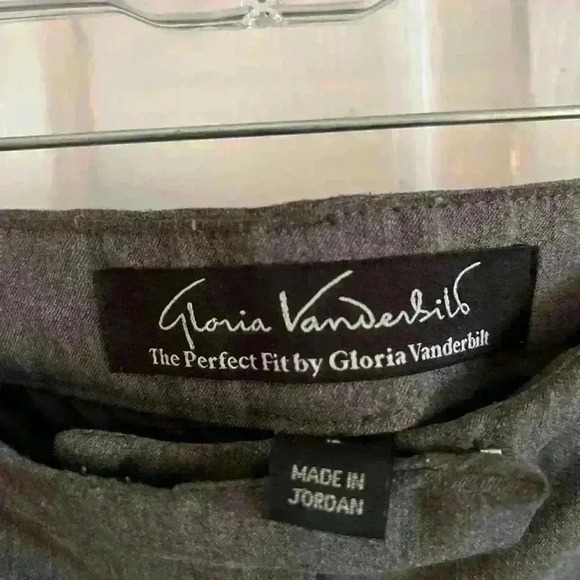 Gloria Vanderbilt
The Perfect Fit by Gloria Vanderbilt
MADE IN
JORDAN